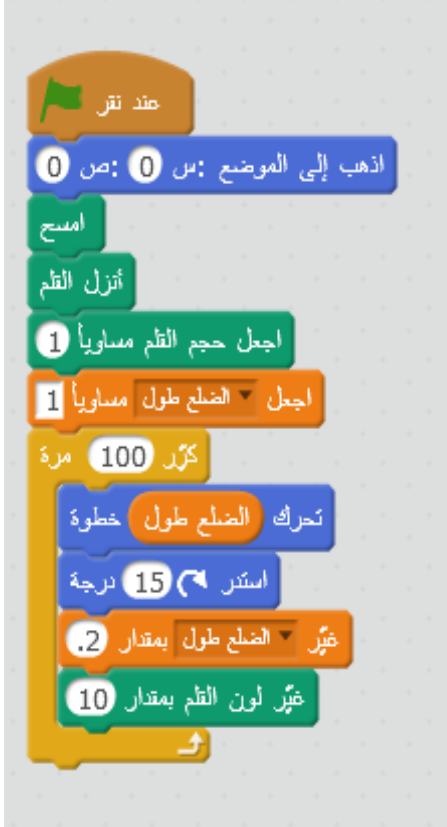 عند نقر
اذهب إلى الموضع :س 0 :ص 0
امسح
أنزل القلم
اجعل حجم القلم مساوياً 1
اجعل الضلع طول مساوياً 1
كرّر 100 مرة
تحرك الضلع طول خطوة
استدر 15 درجة
غيّر الضلع طول بمقدار .2
غيّر لون القلم بمقدار 10